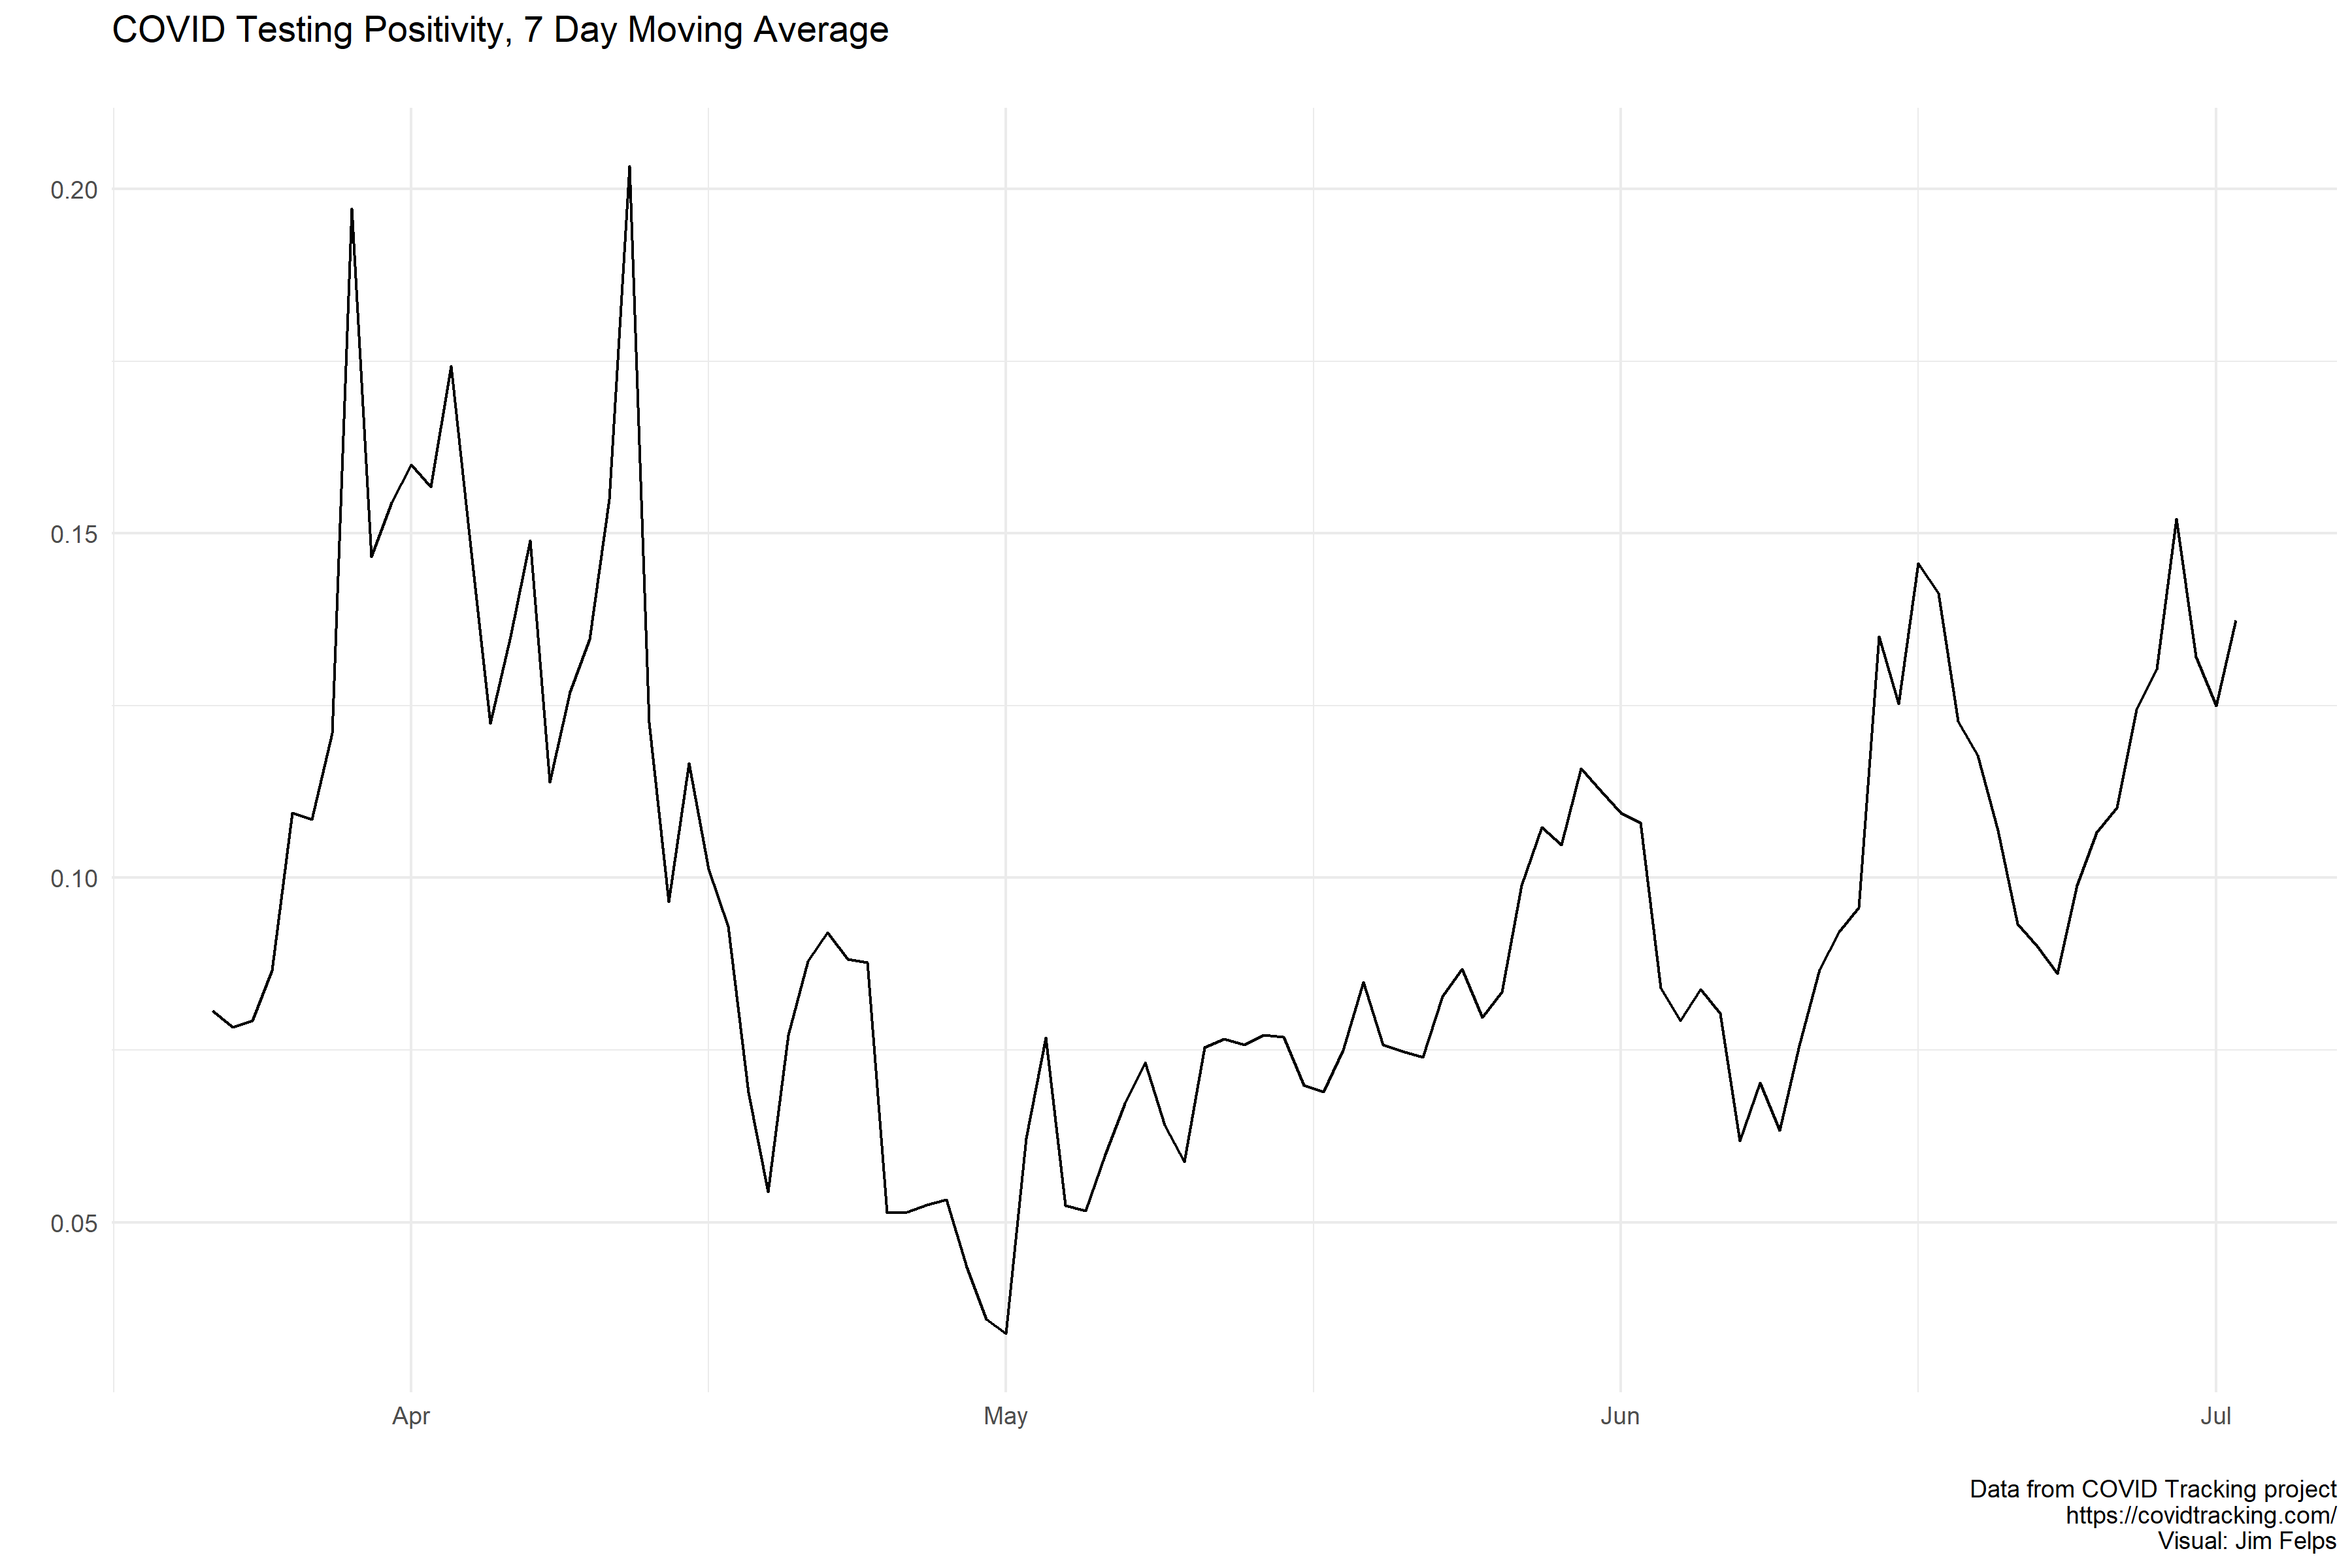 COVID Testing Positivity, 7 Day Moving Average
0.20
0.15
0.10
0.05
Apr May Jun Jul
Data from COVID Tracking project
https://covidtracking.com/
Visual: Jim Felps